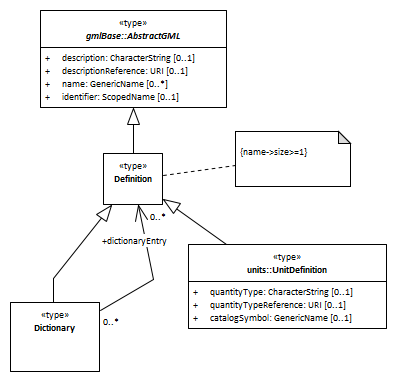 «type»
gmlBase::AbstractGML
+ description: CharacterString [0..1]
+ descriptionReference: URI [0..1]
+ name: GenericName [0..*]
+ identifier: ScopedName [0..1]
«type»
Definition
{name->size>=1}
0..*
+dictionaryEntry
«type»
units::UnitDefinition
+ quantityType: CharacterString [0..1]
+ quantityTypeReference: URI [0..1]
+ catalogSymbol: GenericName [0..1]
«type»
Dictionary
0..*